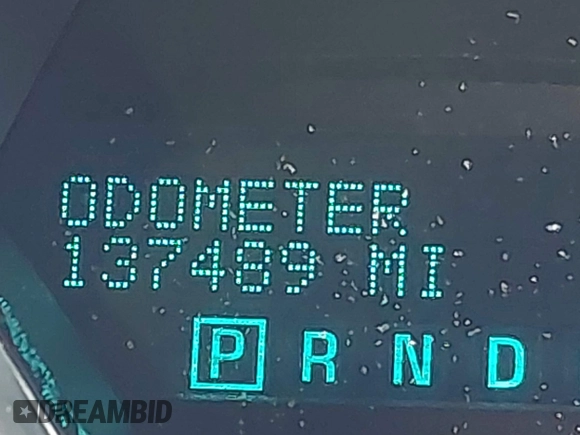 ODOMETER
137489 MI
P R N D
DREAMBID